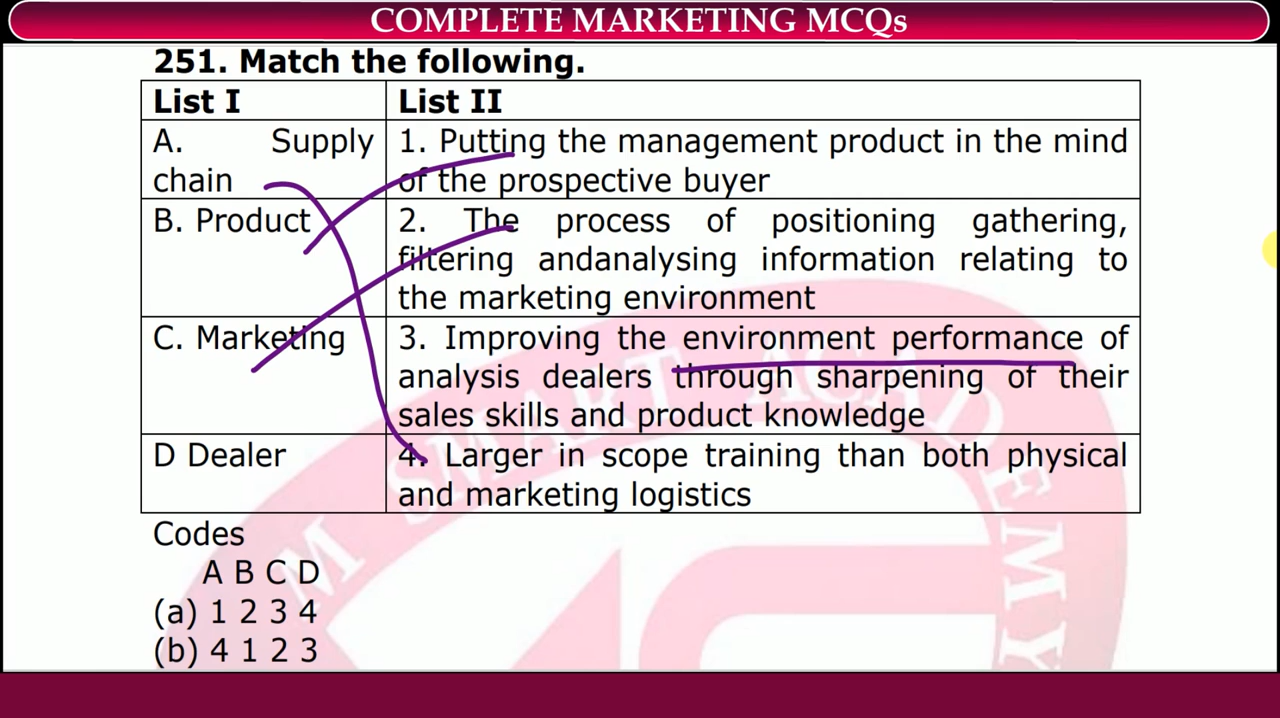 COMPLETE MARKETING MCQs
251. Match the following.
List I
List II
A. Supply
chain
1. Putting the management product in the mind
of the prospective buyer
B. Product
2. The process of positioning gathering,
filtering andanalysing information relating to
the marketing environment
C. Marketing
3. Improving the environment performance of
analysis dealers through sharpening of their
sales skills and product knowledge
D Dealer
4. Larger in scope training than both physical
and marketing logistics
Codes
A B C D
(a) 1 2 3 4
(b) 4 1 2 3
M SMART ACADEMY